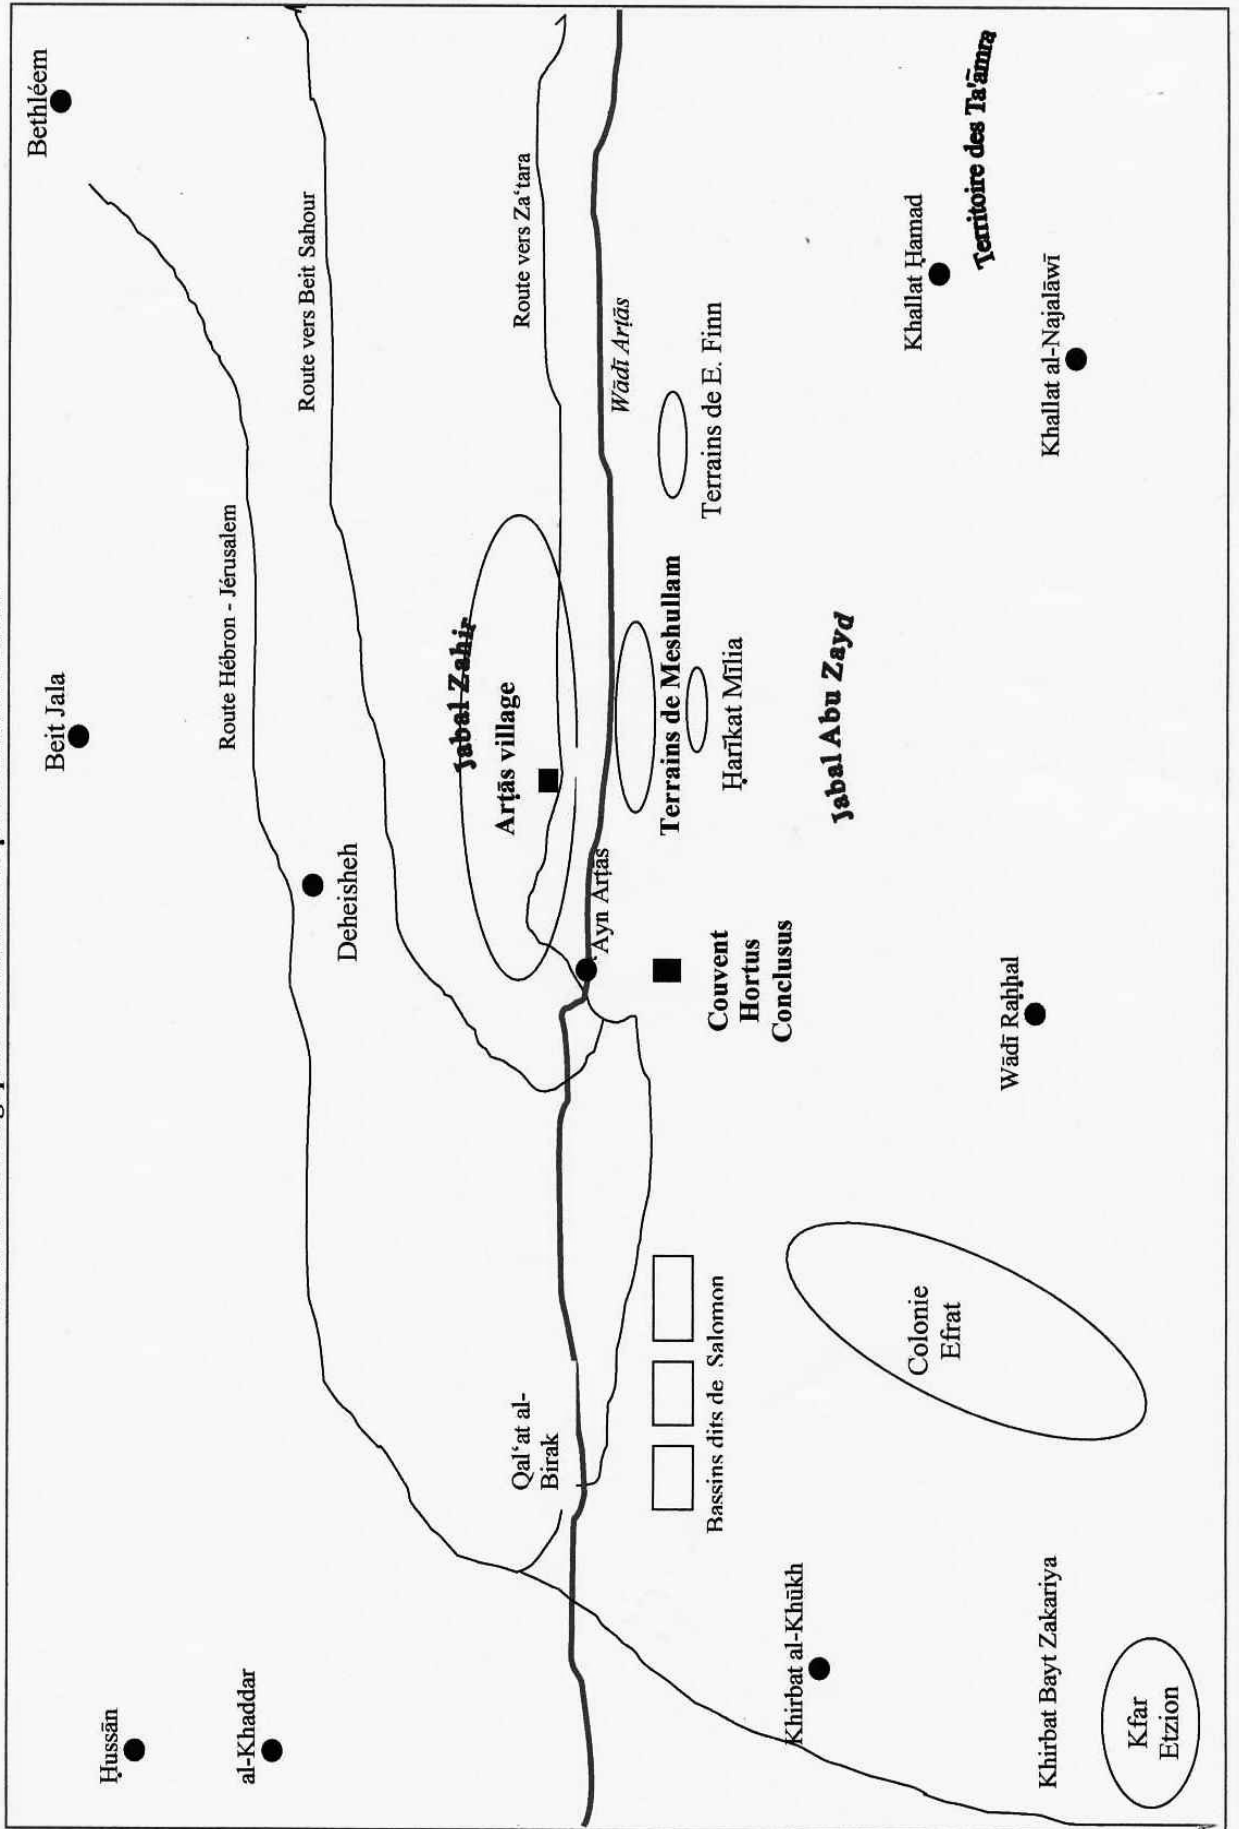 Bethléem
Beit Jala
Ḥussān
Route Hébron - Jérusalem
al-Khaddar
Route vers Beit Sahour
Deheisheh
Jabal Zahir
Arṭās village
Qal‘at al-
Birak
Route vers Za‘tara
‘Ayn Arṭās
Wādī Arṭās
Terrains de Meshullam
Terrains de E. Finn
Bassins dits de Salomon
Couvent
Hortus
Conclusus
Ḥarīkat Mīlia
Khirbat al-Khūkh
Jabal Abu Zayd
Colonie
Efrat
Khallat Ḥamad
Territoire des Ta'āmra
Wādī Raḥḥal
Khirbat Bayt Zakariya
Khallat al-Najalāwī
Kfar
Etzion